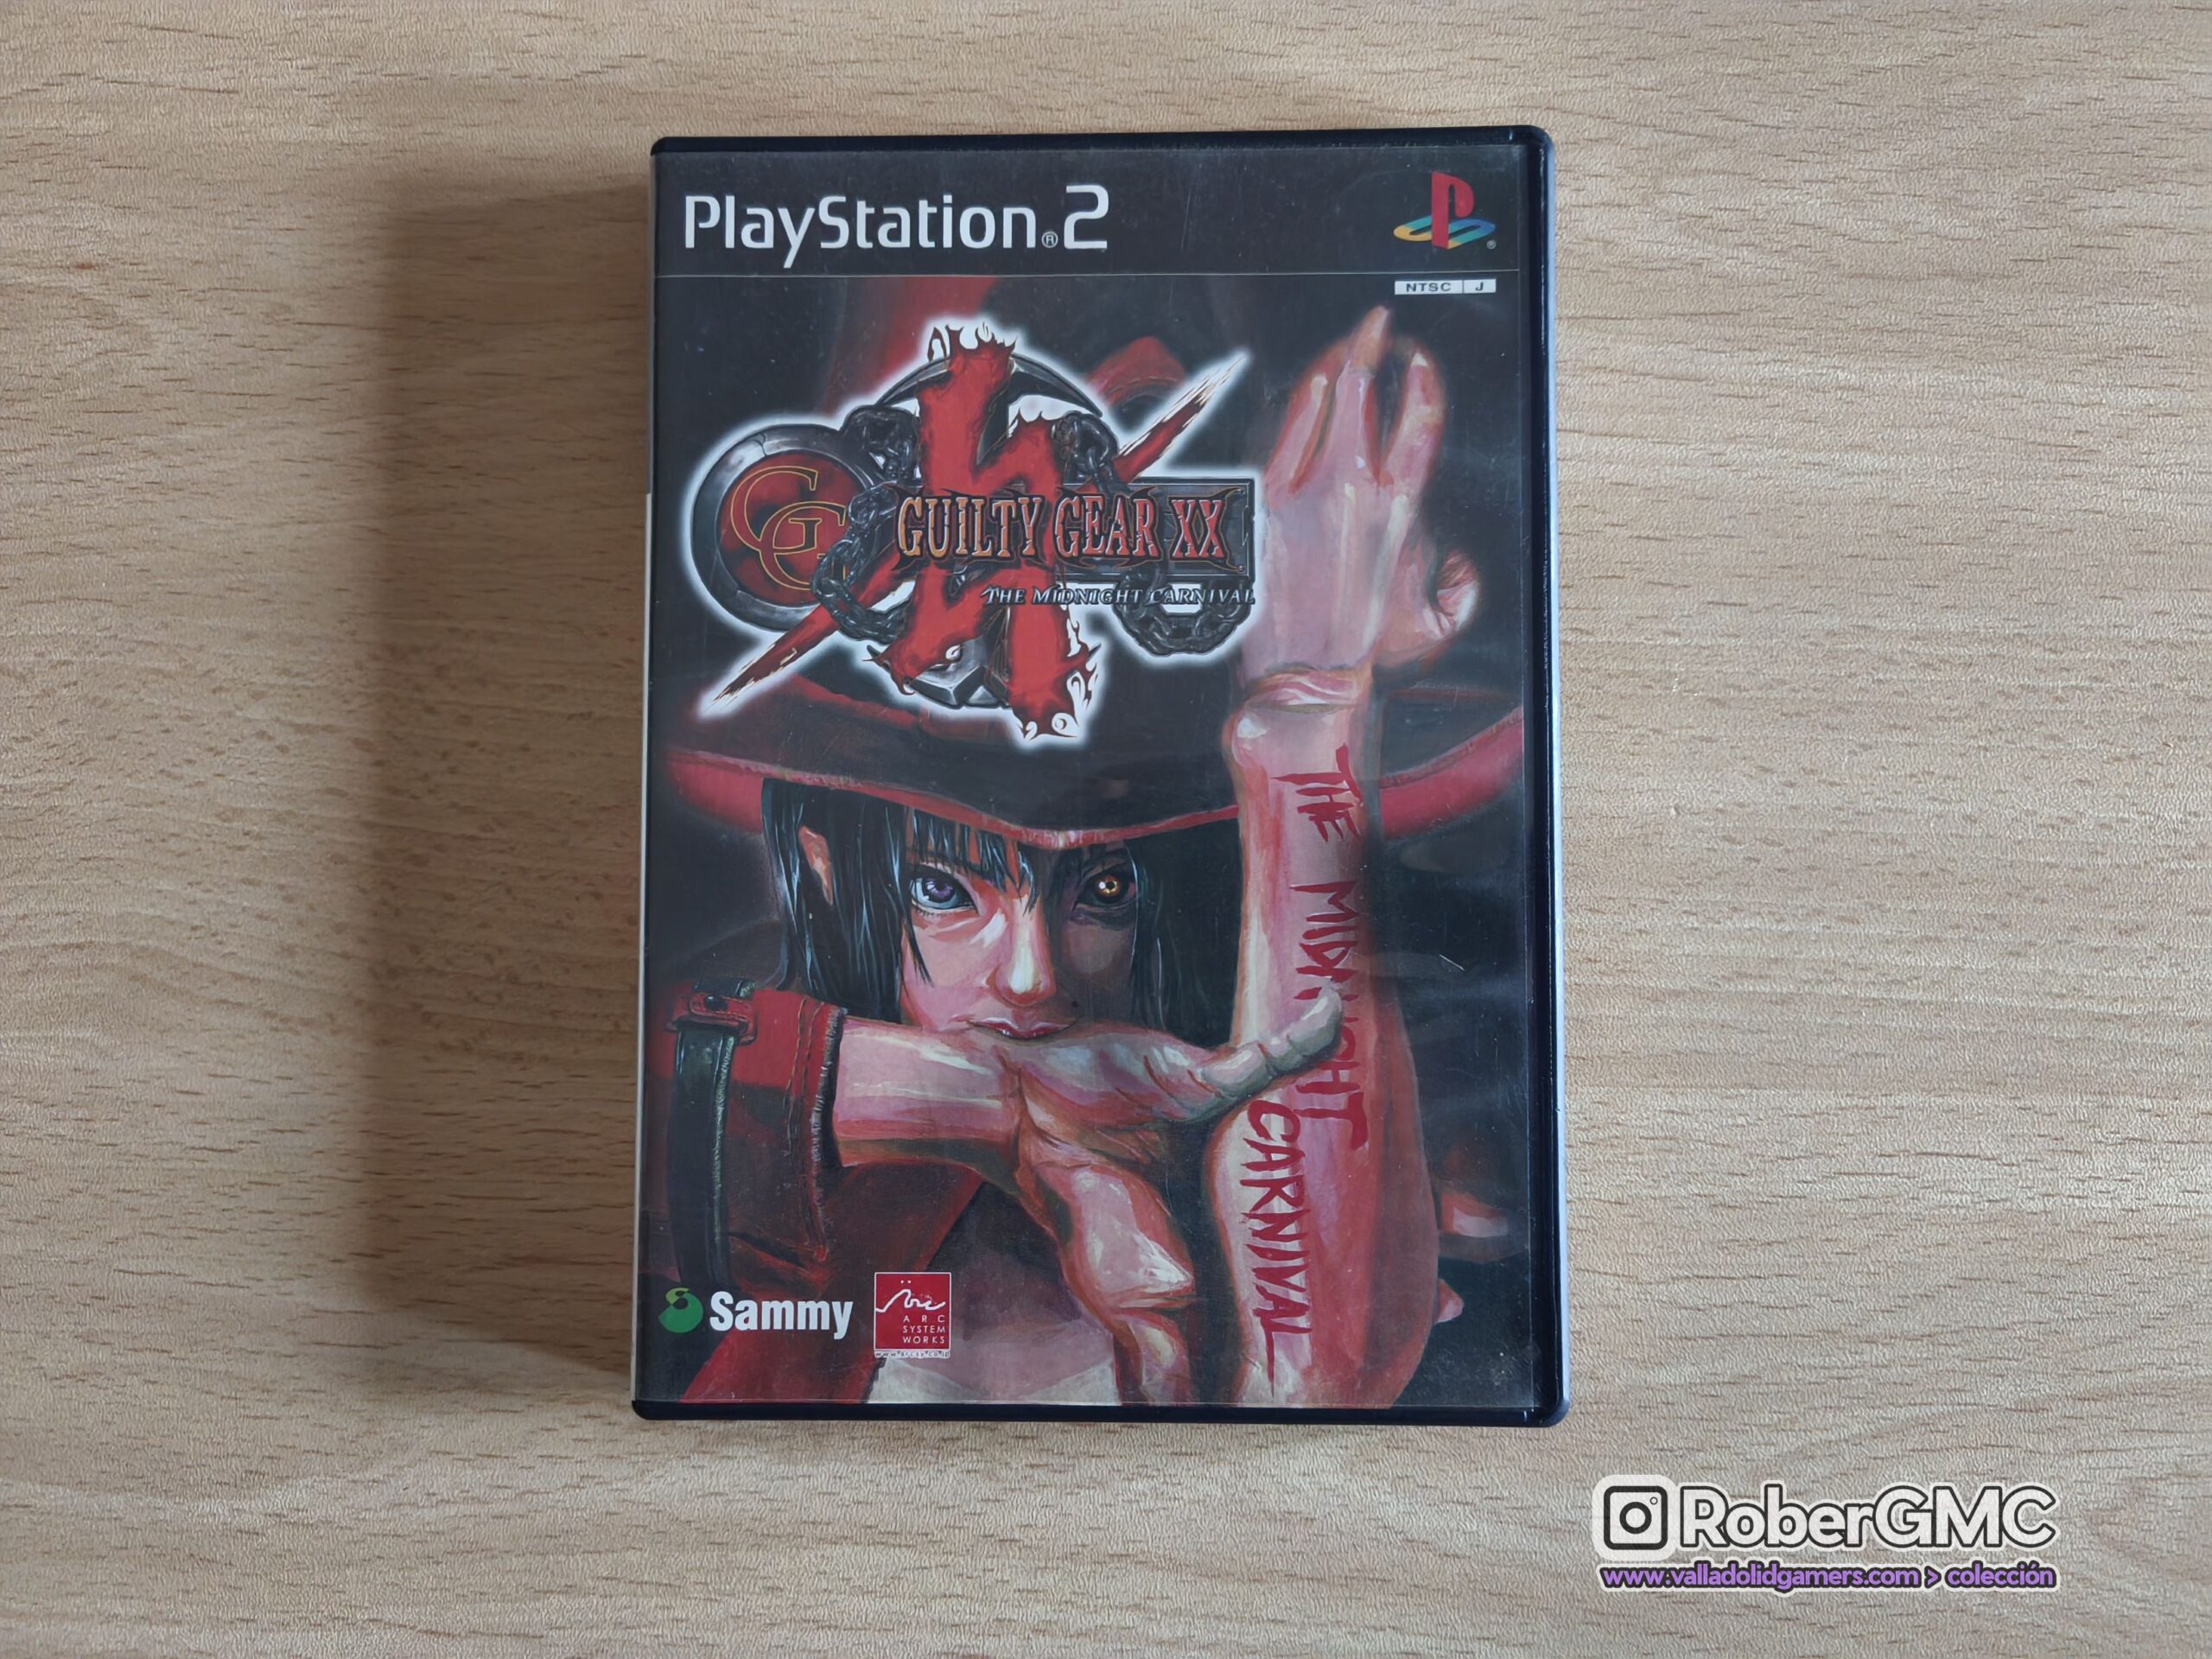 PlayStation®2
NTSC J
GG
GUILTY GEAR XX
THE MIDNIGHT CARNIVAL
THE MIDNIGHT
CARNIVAL
Sammy
Arc
ARC
SYSTEM
WORKS
RoberGMC
www.valladolidgamers.com > colección